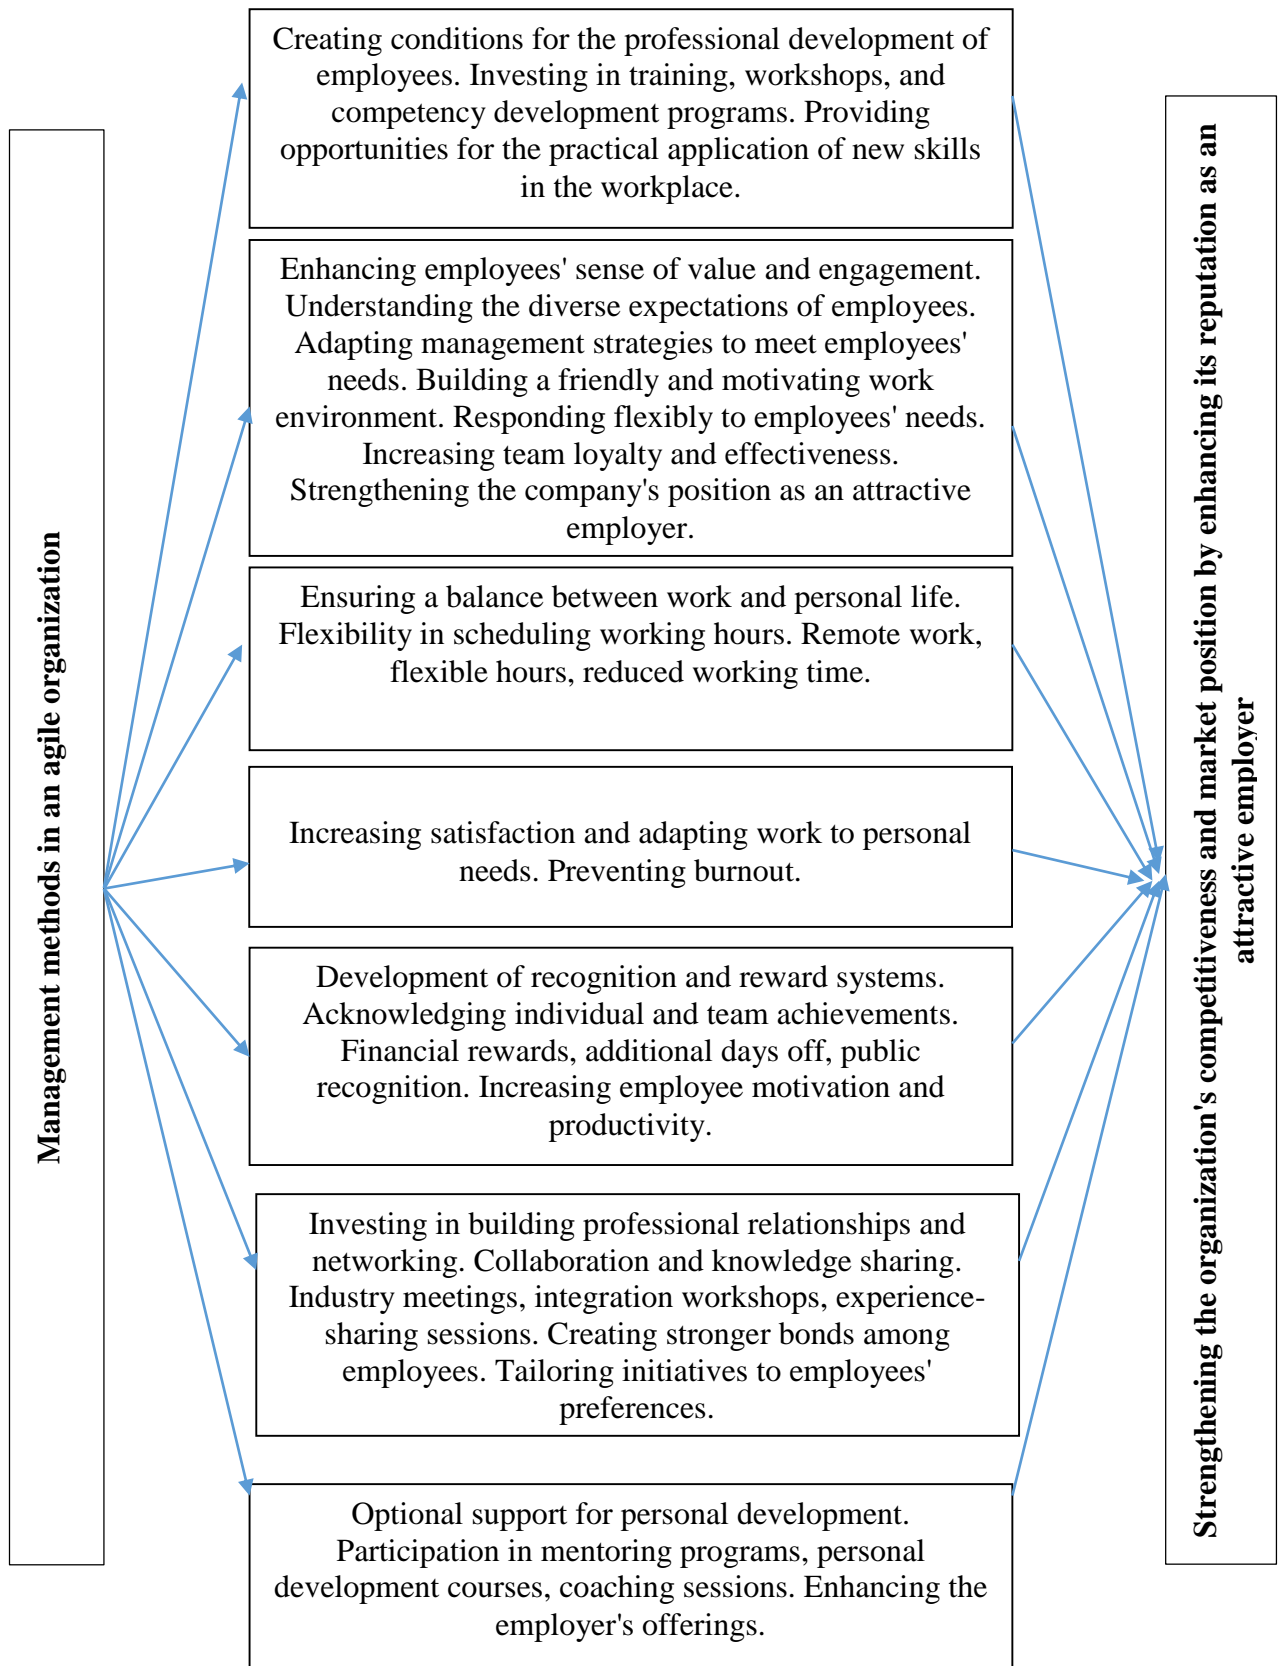 Management methods in an agile organization
Creating conditions for the professional development of
employees. Investing in training, workshops, and
competency development programs. Providing
opportunities for the practical application of new skills
in the workplace.
Enhancing employees' sense of value and engagement.
Understanding the diverse expectations of employees.
Adapting management strategies to meet employees'
needs. Building a friendly and motivating work
environment. Responding flexibly to employees' needs.
Increasing team loyalty and effectiveness.
Strengthening the company's position as an attractive
employer.
Ensuring a balance between work and personal life.
Flexibility in scheduling working hours. Remote work,
flexible hours, reduced working time.
Increasing satisfaction and adapting work to personal
needs. Preventing burnout.
Development of recognition and reward systems.
Acknowledging individual and team achievements.
Financial rewards, additional days off, public
recognition. Increasing employee motivation and
productivity.
Investing in building professional relationships and
networking. Collaboration and knowledge sharing.
Industry meetings, integration workshops, experience-
sharing sessions. Creating stronger bonds among
employees. Tailoring initiatives to employees'
preferences.
Optional support for personal development.
Participation in mentoring programs, personal
development courses, coaching sessions. Enhancing the
employer's offerings.
Strengthening the organization's competitiveness and market position by enhancing its reputation as an
attractive employer